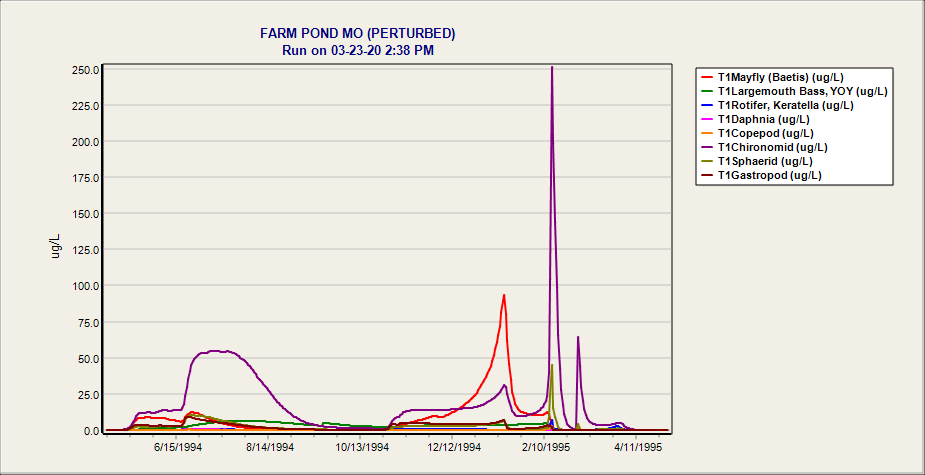 FARM POND MO (PERTURBED)
Run on 03-23-20 2:38 PM
250.0
225.0
200.0
175.0
150.0
125.0
100.0
75.0
50.0
25.0
0.0
ug/L
6/15/1994 8/14/1994 10/13/1994 12/12/1994 2/10/1995 4/11/1995
T1Mayfly (Baetis) (ug/L)
T1Largemouth Bass, YOY (ug/L)
T1Rotifer, Keratella (ug/L)
T1Daphnia (ug/L)
T1Copepod (ug/L)
T1Chironomid (ug/L)
T1Sphaerid (ug/L)
T1Gastropod (ug/L)